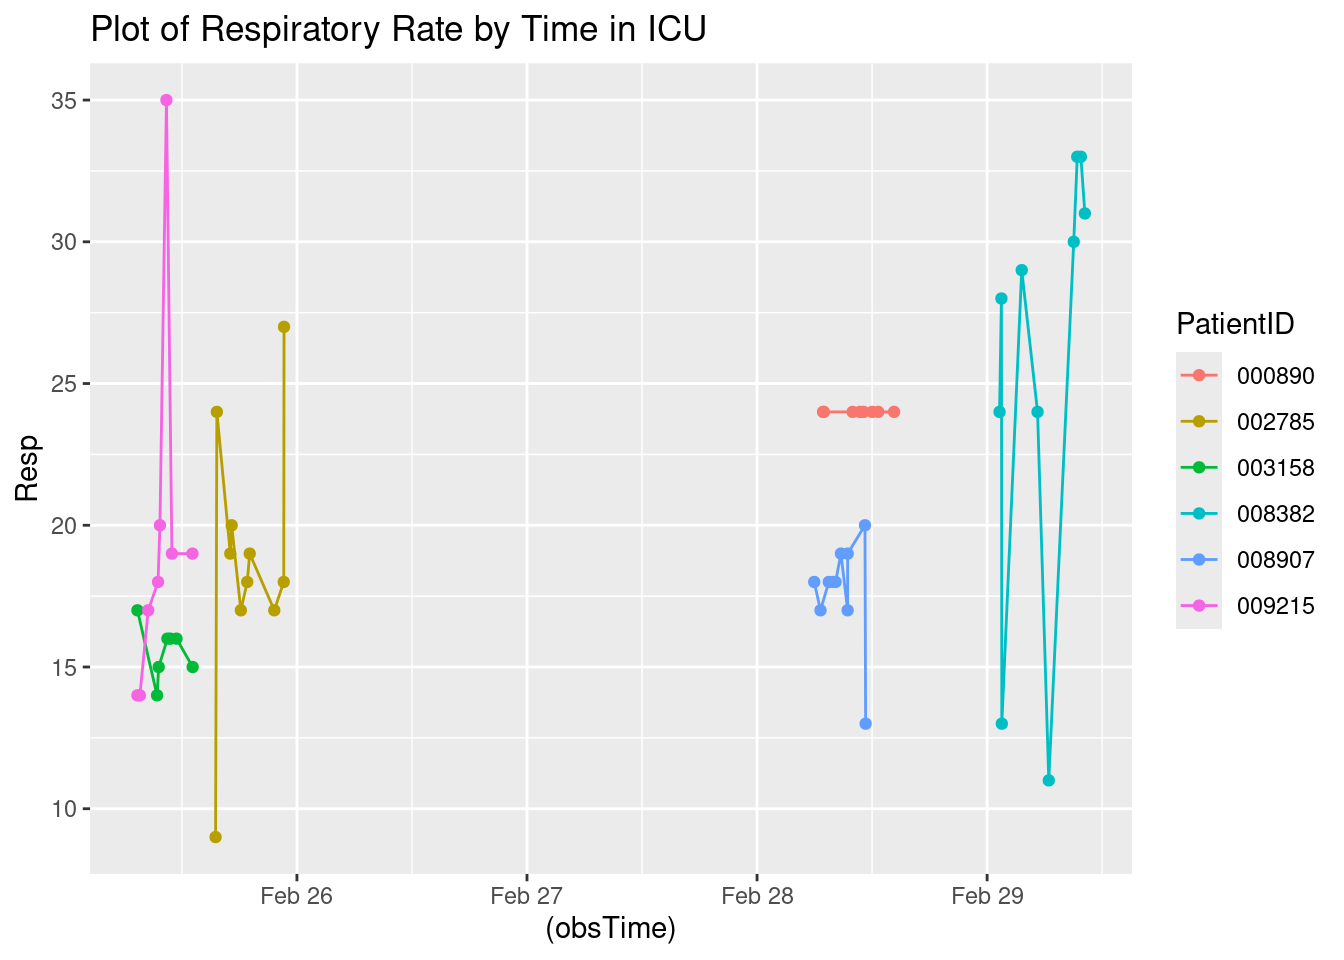 Plot of Respiratory Rate by Time in ICU
35
30
25
20
15
10
Resp
Feb 26
Feb 27
Feb 28
Feb 29
(obsTime)
PatientID
000890
002785
003158
008382
008907
009215